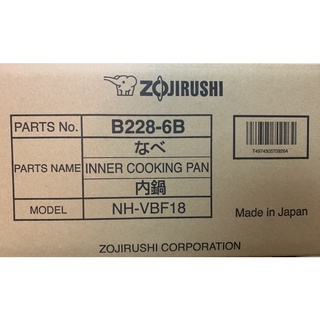 ZOJIRUSHI
PARTS No. B228-6B
なべ
PARTS NAME INNER COOKING PAN
内鍋
MODEL NH-VBF18
Made in Japan
ZOJIRUSHI CORPORATION